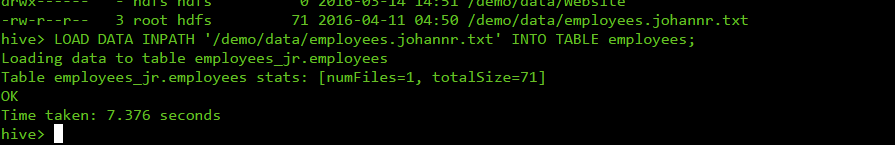 drwx------   - hdfs hdfs          0 2016-03-14 14:51 /demo/data/Website
-rw-r--r--   3 root hdfs         71 2016-04-11 04:50 /demo/data/employees.johannr.txt
hive> LOAD DATA INPATH '/demo/data/employees.johannr.txt' INTO TABLE employees;
Loading data to table employees_jr.employees
Table employees_jr.employees stats: [numFiles=1, totalSize=71]
OK
Time taken: 7.376 seconds
hive>